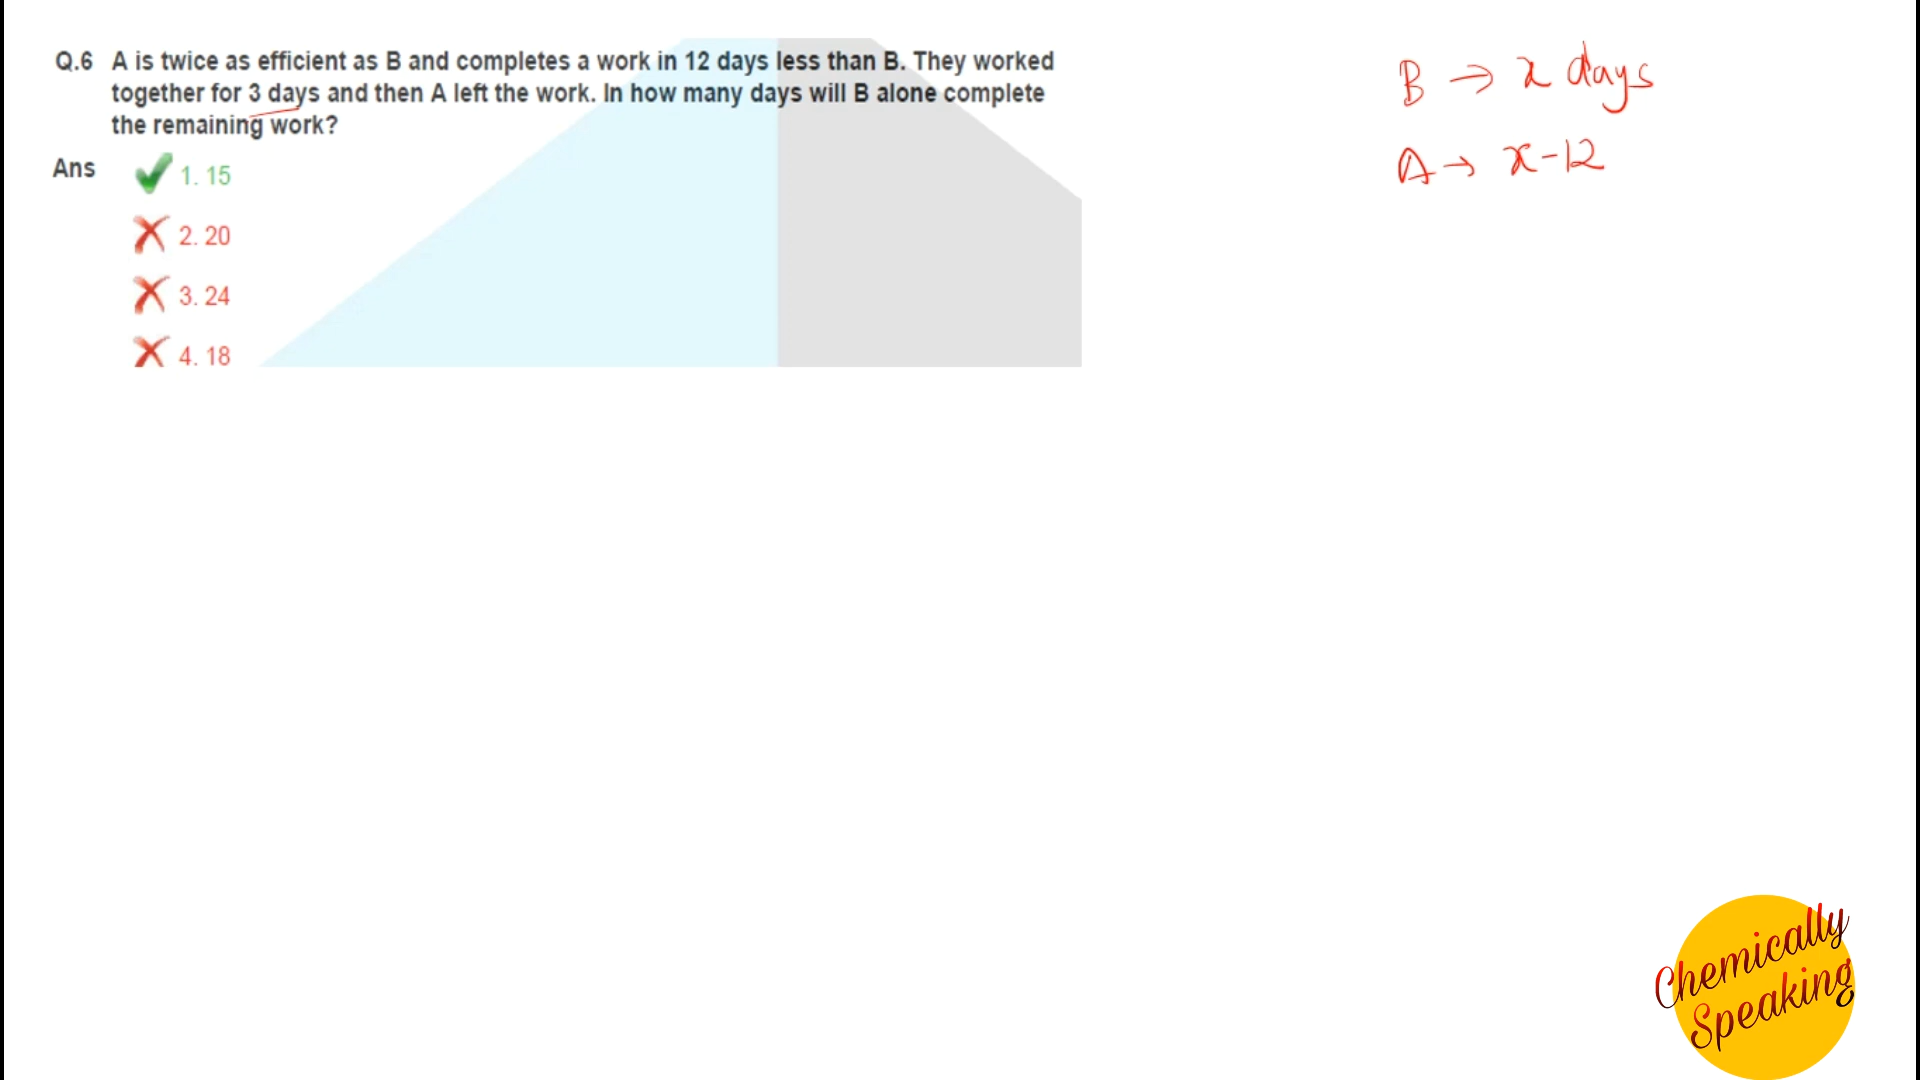 Q.6 A is twice as efficient as B and completes a work in 12 days less than B. They worked
together for 3 days and then A left the work. In how many days will B alone complete
the remaining work?
Ans 1. 15
2. 20
3. 24
4. 18
B → x days
A → x-12
Chemically
Speaking